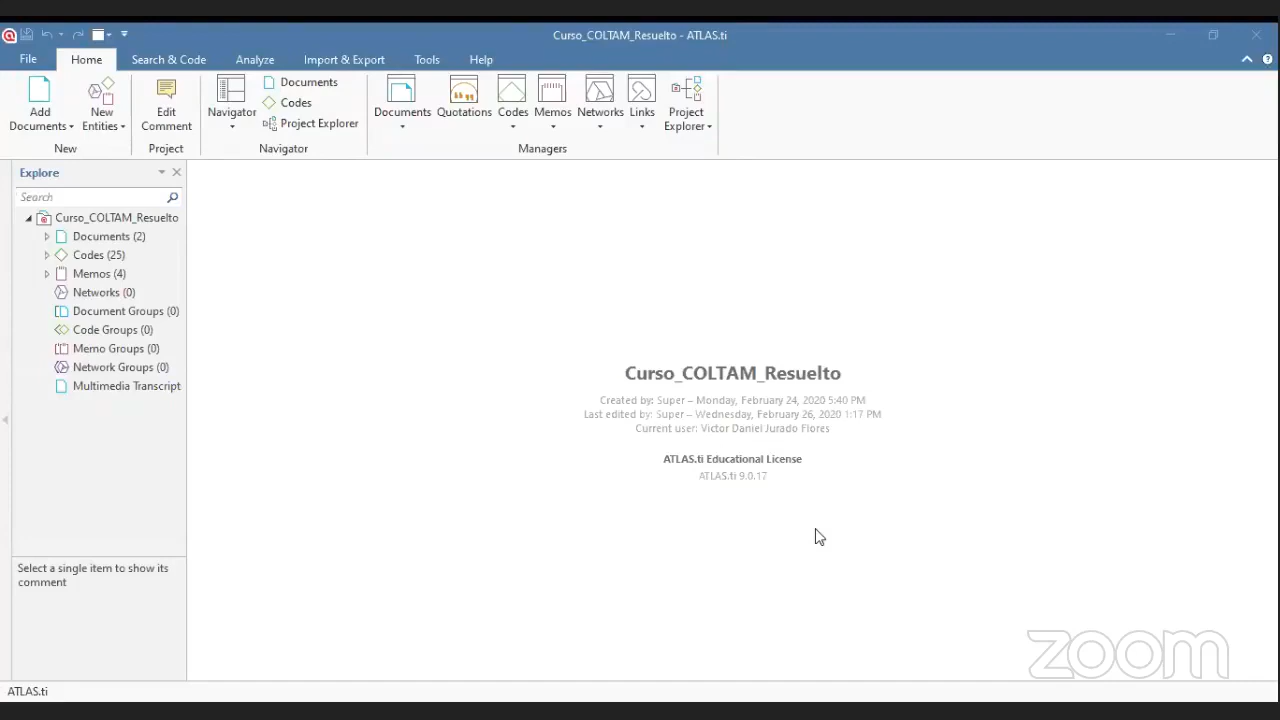 Curso_COLTAM_Resuelto - ATLAS.ti
File Home Search & Code Analyze Import & Export Tools Help
Add Documents
New Entities
New
Edit Comment
Project
Navigator
Documents
Codes
Project Explorer
Navigator
Documents Quotations Codes Memos Networks Links Project Explorer
Managers
Explore
Search
Curso_COLTAM_Resuelto
Documents (2)
Codes (25)
Memos (4)
Networks (0)
Document Groups (0)
Code Groups (0)
Memo Groups (0)
Network Groups (0)
Multimedia Transcript
Curso_COLTAM_Resuelto
Created by: Super – Monday, February 24, 2020 5:40 PM
Last edited by: Super – Wednesday, February 26, 2020 1:17 PM
Current user: Victor Daniel Jurado Flores
ATLAS.ti Educational License
ATLAS.ti 9.0.17
Select a single item to show its
comment
zoom
ATLAS.ti